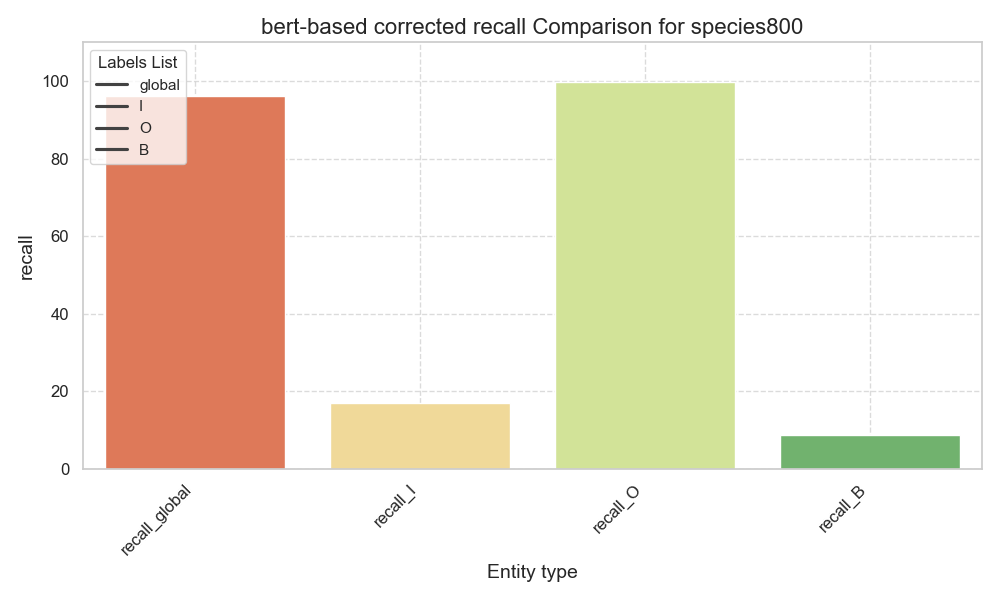 bert-based corrected recall Comparison for species800
Labels List
global
I
O
B
recall
100
80
60
40
20
0
recall_global
recall_I
recall_O
recall_B
Entity type